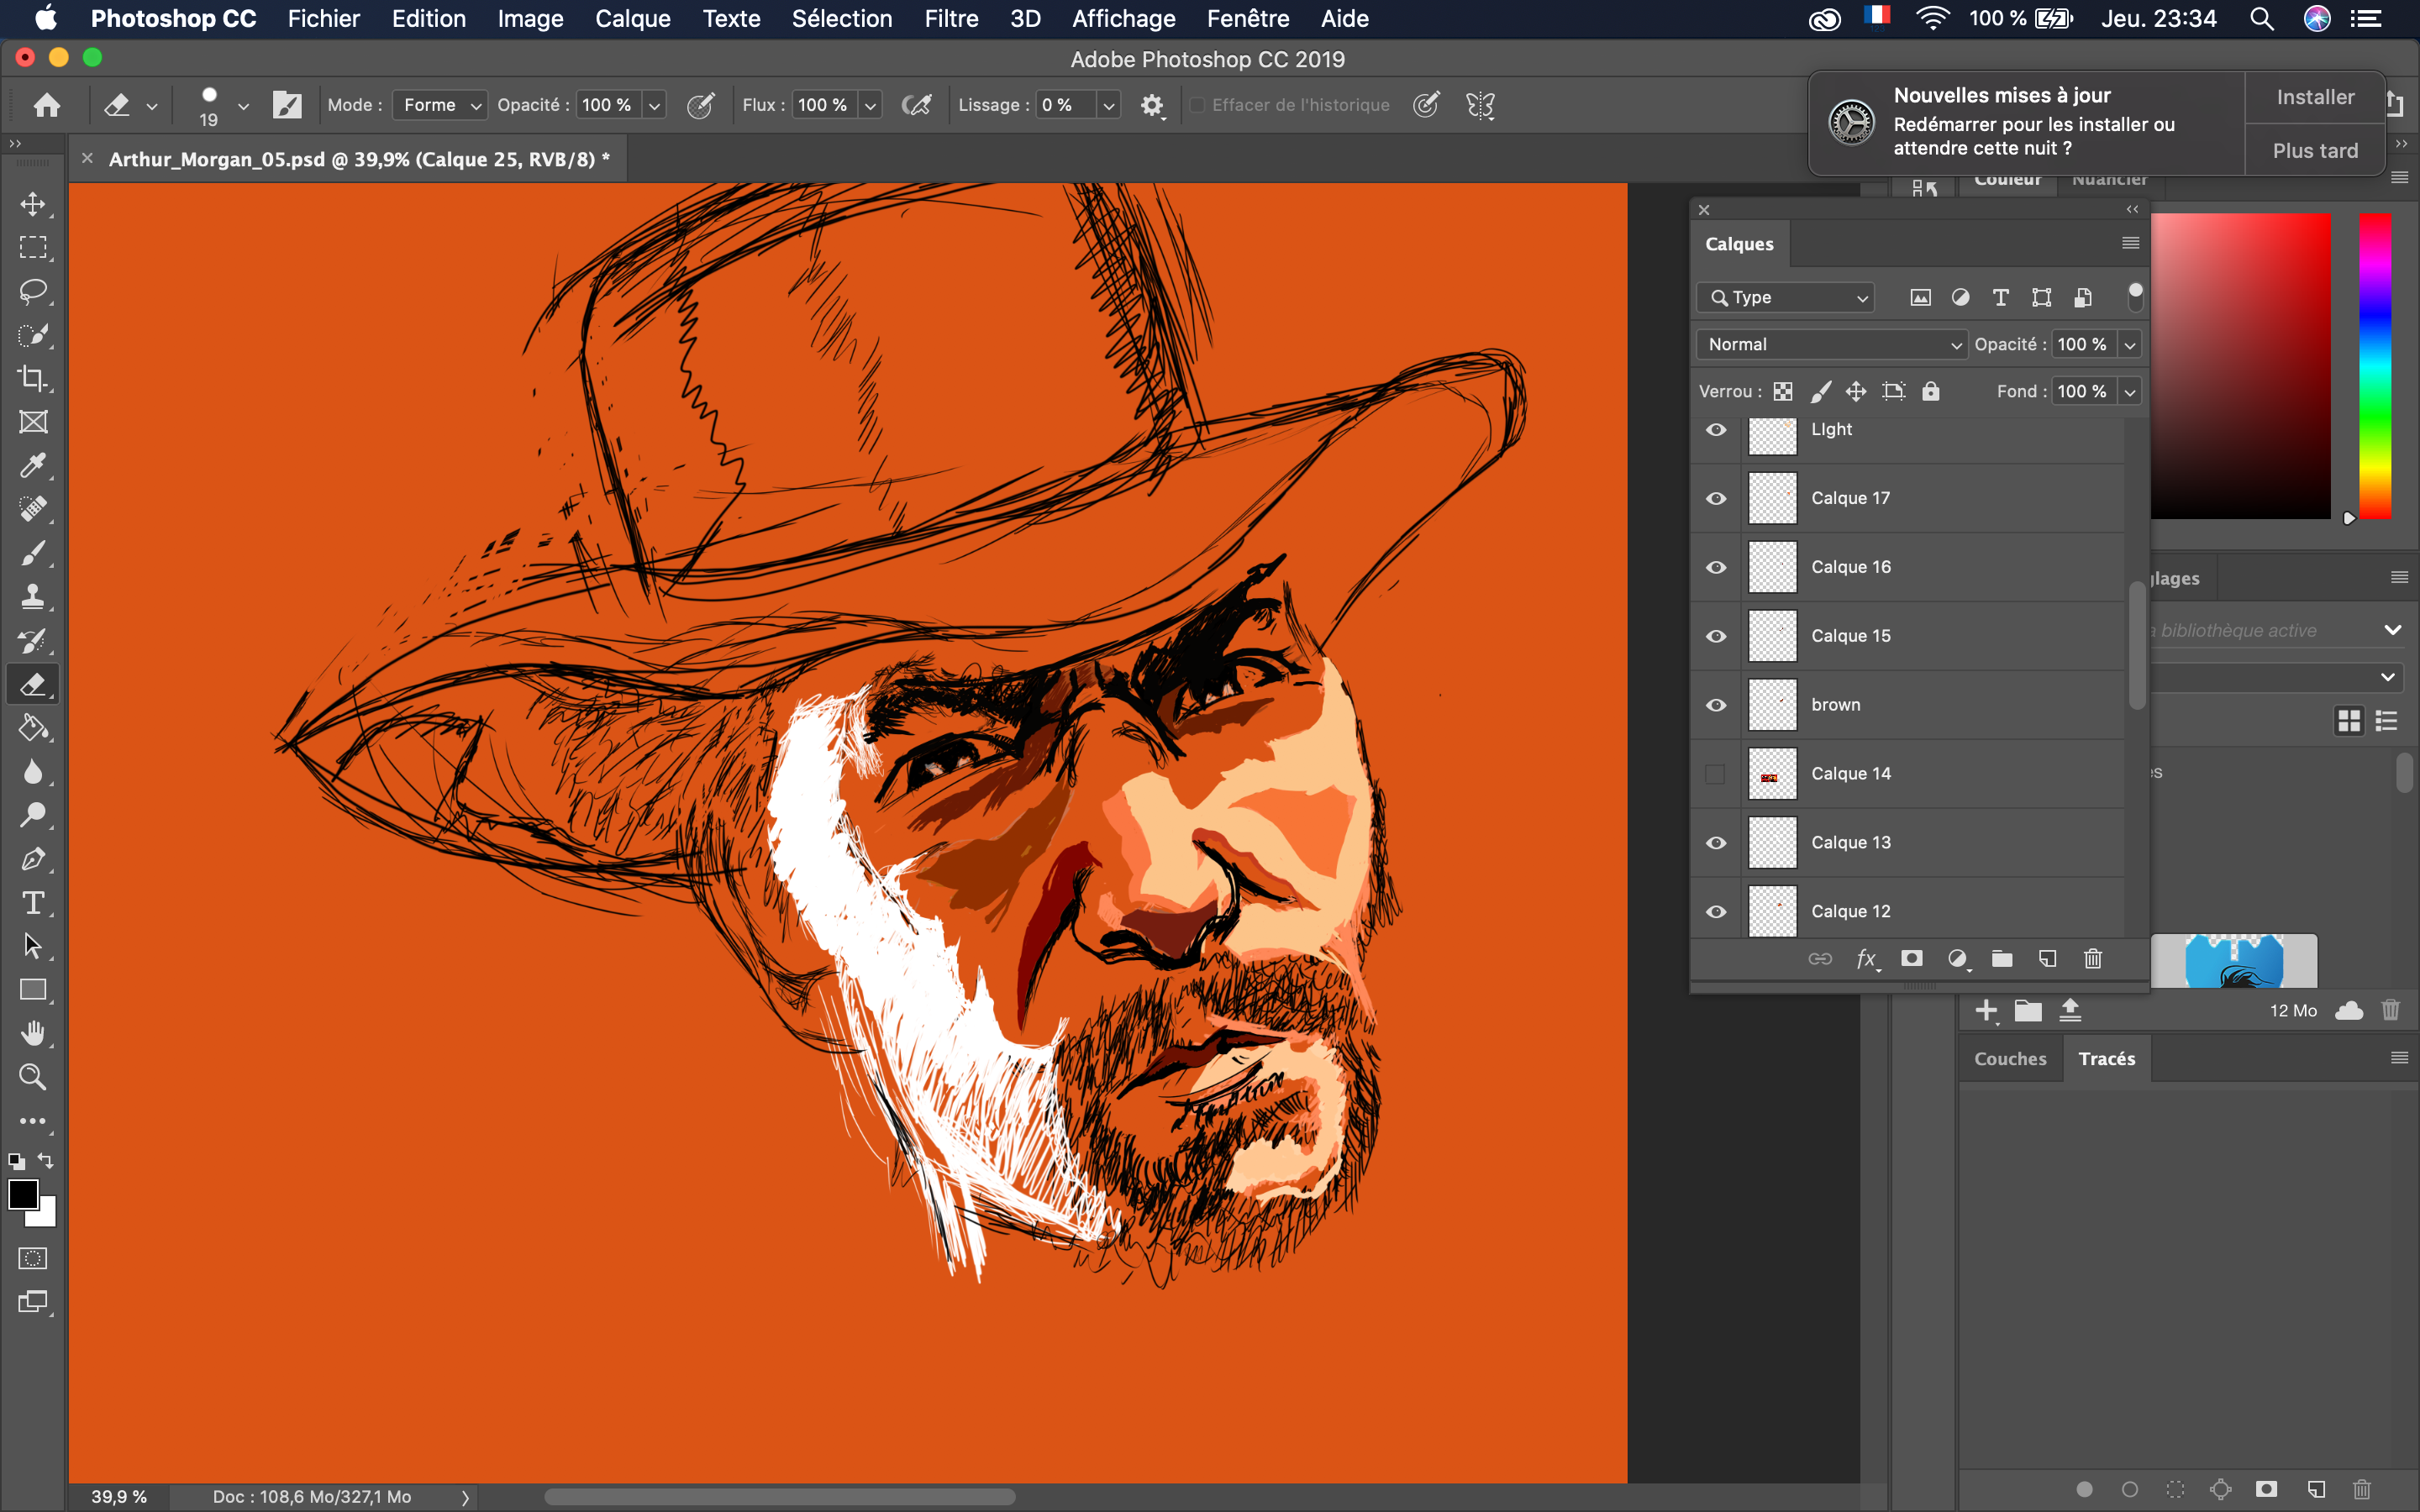 Photoshop CC Fichier Edition Image Calque Texte Sélection Filtre 3D Affichage Fenêtre Aide 100 % Jeu. 23:34
Adobe Photoshop CC 2019
19 Mode : Forme Opacité : 100 % Flux : 100 % Lissage : 0 % Effacer de l'historique
Nouvelles mises à jour
Redémarrer pour les installer ou
attendre cette nuit ?
Installer
Plus tard
Arthur_Morgan_05.psd @ 39,9% (Calque 25, RVB/8) *
Couleur Nuancier
Calques
Type
Normal Opacité : 100 %
Verrou : Fond : 100 %
LIght
Calque 17
Calque 16
Calque 15
brown
Calque 14
Calque 13
Calque 12
fx
glages
a bibliothèque active
es
12 Mo
Couches Tracés
39,9 % Doc : 108,6 Mo/327,1 Mo